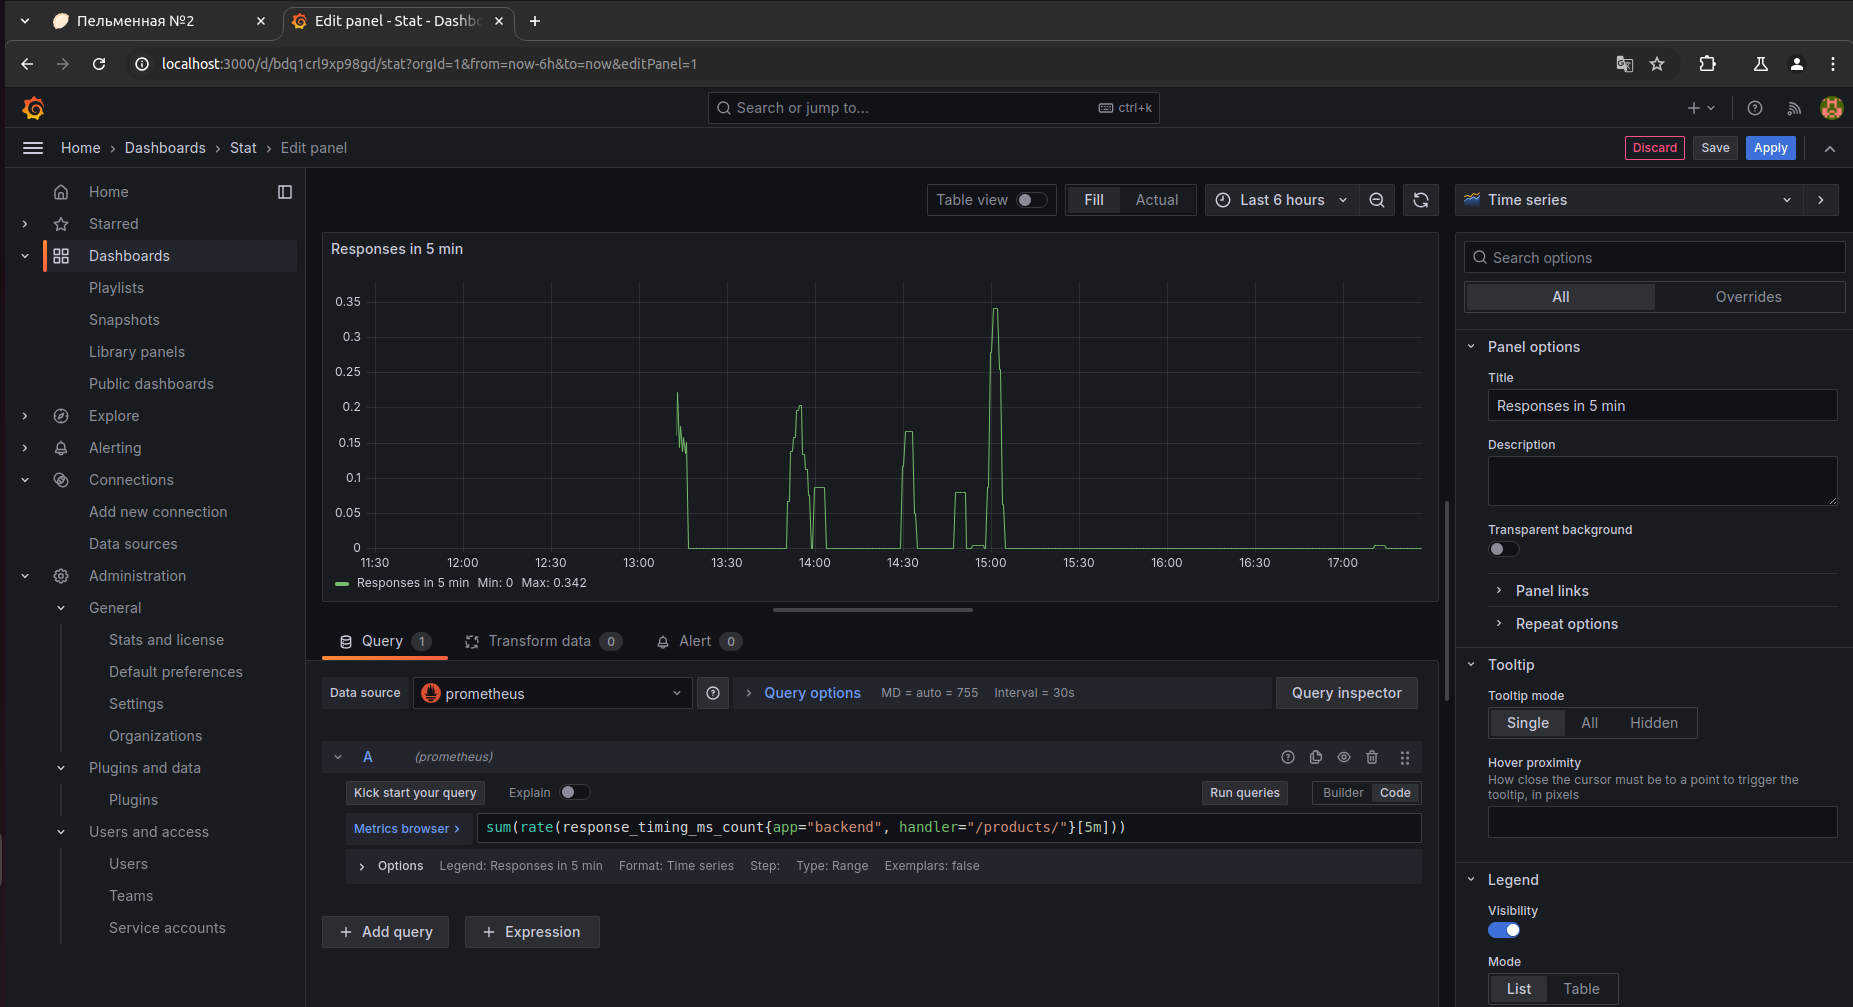 Пельменная №2
Edit panel - Stat - Dashb
localhost:3000/d/bdq1crl9xp98gd/stat?orgId=1&from=now-6h&to=now&editPanel=1
Search or jump to...
ctrl+k
Home › Dashboards › Stat › Edit panel
Discard
Save
Apply
Home
Starred
Dashboards
Playlists
Snapshots
Library panels
Public dashboards
Explore
Alerting
Connections
Add new connection
Data sources
Administration
General
Stats and license
Default preferences
Settings
Organizations
Plugins and data
Plugins
Users and access
Users
Teams
Service accounts
Table view
Fill
Actual
Last 6 hours
Responses in 5 min
0.35
0.3
0.25
0.2
0.15
0.1
0.05
0
11:30 12:00 12:30 13:00 13:30 14:00 14:30 15:00 15:30 16:00 16:30 17:00
Responses in 5 min Min: 0 Max: 0.342
Query 1
Transform data 0
Alert 0
Data source
prometheus
Query options MD = auto = 755 Interval = 30s
Query inspector
A (prometheus)
Kick start your query
Explain
Run queries
Builder
Code
Metrics browser >
sum(rate(response_timing_ms_count{app="backend", handler="/products/"}[5m]))
Options Legend: Responses in 5 min Format: Time series Step: Type: Range Exemplars: false
+ Add query
+ Expression
Time series
Search options
All
Overrides
Panel options
Title
Responses in 5 min
Description
Transparent background
Panel links
Repeat options
Tooltip
Tooltip mode
Single All Hidden
Hover proximity
How close the cursor must be to a point to trigger the
tooltip, in pixels
Legend
Visibility
Mode
List Table